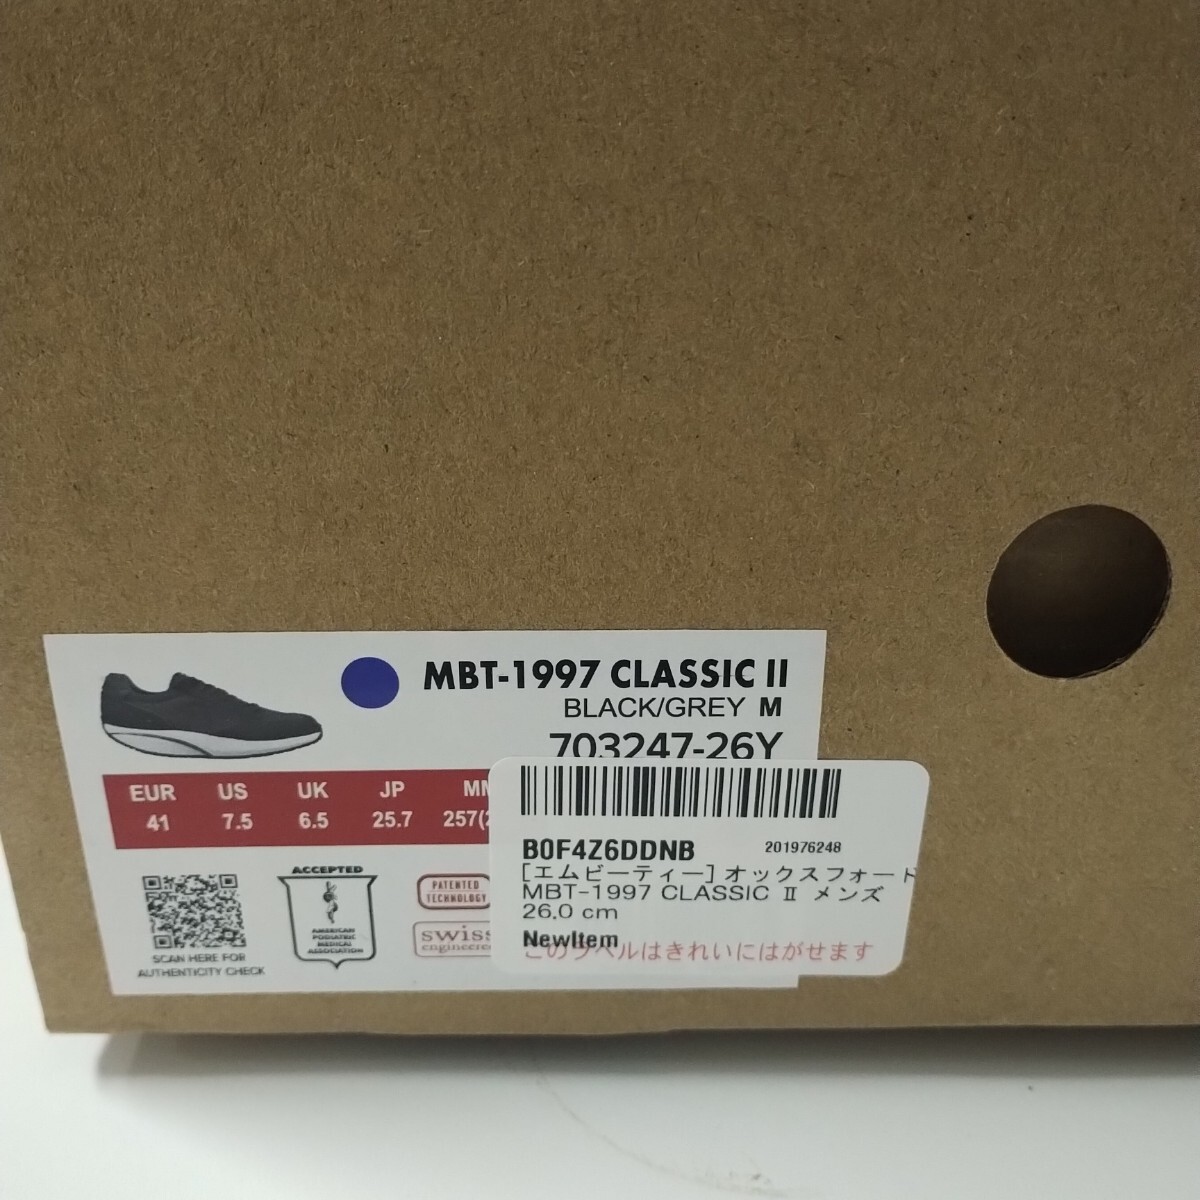 MBT-1997 CLASSIC II
BLACK/GREY M
703247-26Y
EUR US UK JP
41 7.5 6.5 25.7 257
SCAN HERE FOR
AUTHENTICITY CHECK
ACCEPTED
AMERICAN
PODIATRIC
MEDICAL
ASSOCIATION
PATENTED
TECHNOLOGY
swiss
engineered
B0F4Z6DDNB 201976248
[エムビーティー] オックスフォード
MBT-1997 CLASSIC Ⅱ メンズ
26.0 cm
NewItem
このラベルはきれいにはがせます